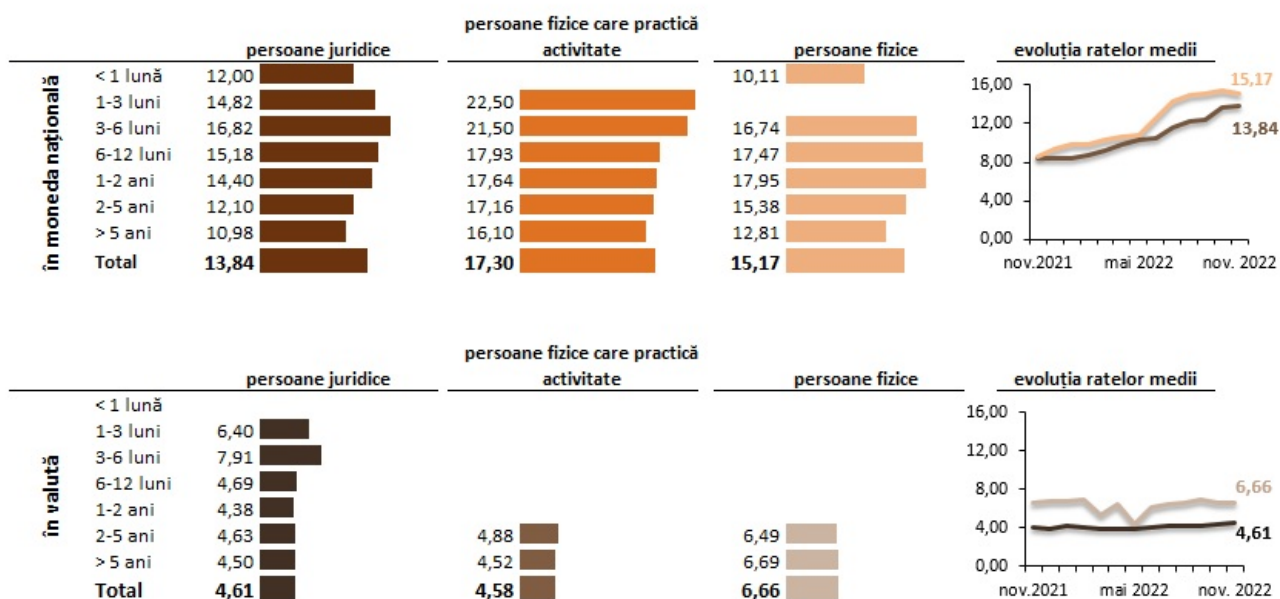 persoane fizice care practică
persoane juridice activitate persoane fizice evoluția ratelor medii
în moneda națională
< 1 lună 12,00 10,11
1-3 luni 14,82 22,50
3-6 luni 16,82 21,50 16,74
6-12 luni 15,18 17,93 17,47
1-2 ani 14,40 17,64 17,95
2-5 ani 12,10 17,16 15,38
> 5 ani 10,98 16,10 12,81
Total 13,84 17,30 15,17
16,00 15,17
12,00 13,84
8,00
4,00
0,00
nov.2021 mai 2022 nov. 2022
persoane fizice care practică
persoane juridice activitate persoane fizice evoluția ratelor medii
în valută
< 1 lună
1-3 luni 6,40
3-6 luni 7,91
6-12 luni 4,69
1-2 ani 4,38
2-5 ani 4,63 4,88 6,49
> 5 ani 4,50 4,52 6,69
Total 4,61 4,58 6,66
16,00
12,00
8,00 6,66
4,00 4,61
0,00
nov.2021 mai 2022 nov. 2022